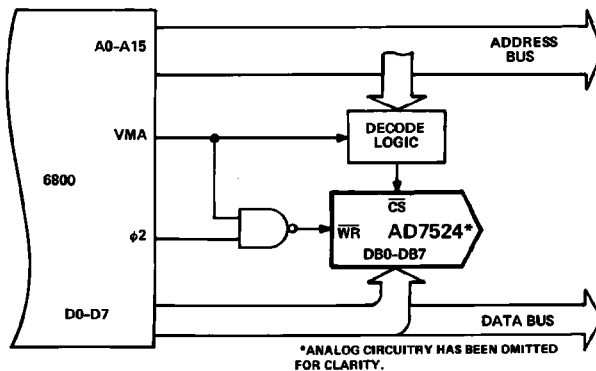 A0-A15
ADDRESS
BUS
VMA
DECODE
LOGIC
6800
CS
WR
AD7524*
φ2
DB0-DB7
D0-D7
DATA BUS
*ANALOG CIRCUITRY HAS BEEN OMITTED
FOR CLARITY.